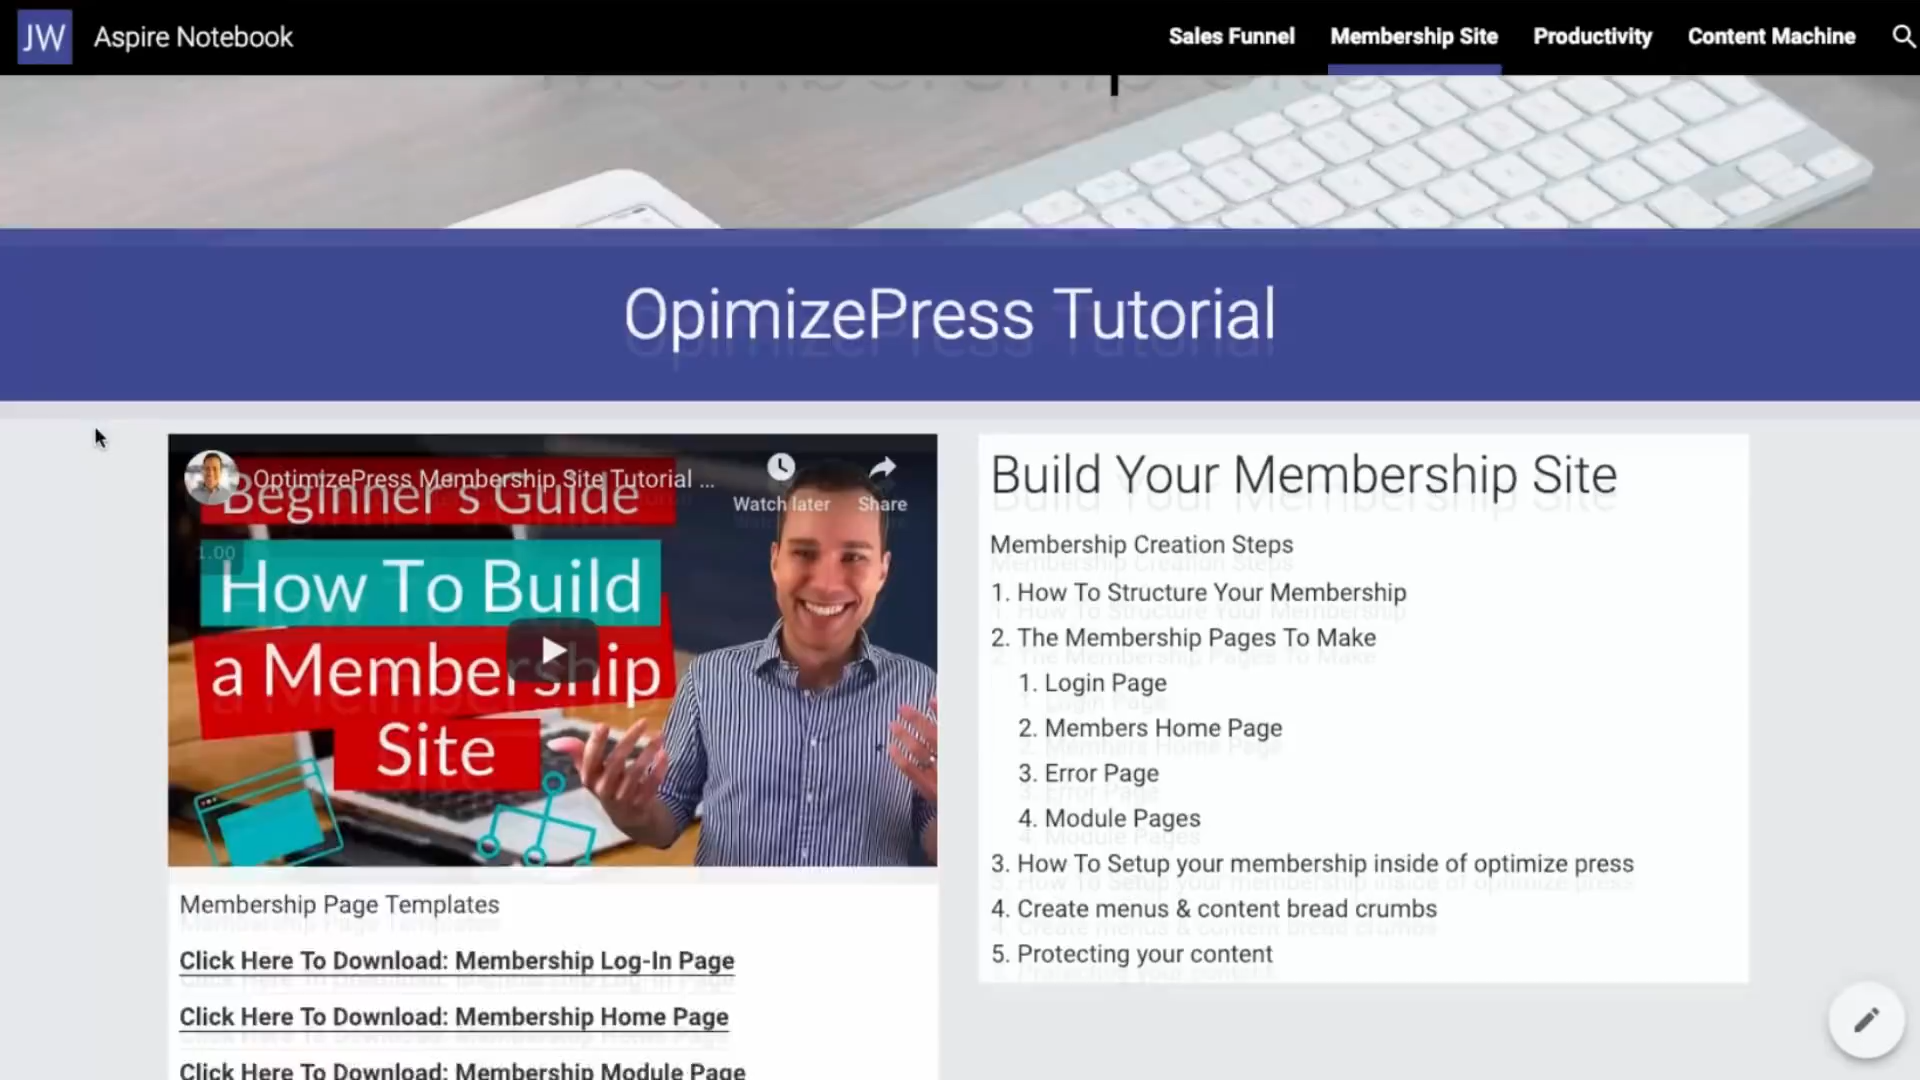 JW Aspire Notebook Sales Funnel Membership Site Productivity Content Machine
Membership Site
OpimizePress Tutorial
OptimizePress Membership Site Tutorial ...
Watch later Share
Beginner's Guide
1.00
How To Build
a Membership
Site
Build Your Membership Site
Membership Creation Steps
1. How To Structure Your Membership
2. The Membership Pages To Make
1. Login Page
2. Members Home Page
3. Error Page
4. Module Pages
3. How To Setup your membership inside of optimize press
4. Create menus & content bread crumbs
5. Protecting your content
Membership Page Templates
Click Here To Download: Membership Log-In Page
Click Here To Download: Membership Home Page
Click Here To Download: Membership Module Page